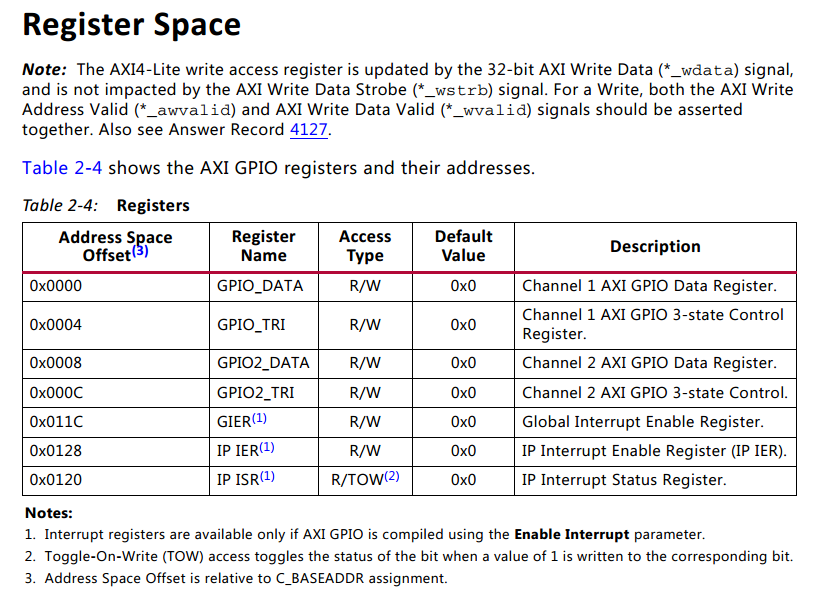 Register Space
Note: The AXI4-Lite write access register is updated by the 32-bit AXI Write Data (*_wdata) signal,
and is not impacted by the AXI Write Data Strobe (*_wstrb) signal. For a Write, both the AXI Write
Address Valid (*_awvalid) and AXI Write Data Valid (*_wvalid) signals should be asserted
together. Also see Answer Record 4127.
Table 2-4 shows the AXI GPIO registers and their addresses.
Table 2-4: Registers
Address Space Offset(3) Register Name Access Type Default Value Description
0x0000 GPIO_DATA R/W 0x0 Channel 1 AXI GPIO Data Register.
0x0004 GPIO_TRI R/W 0x0 Channel 1 AXI GPIO 3-state Control Register.
0x0008 GPIO2_DATA R/W 0x0 Channel 2 AXI GPIO Data Register.
0x000C GPIO2_TRI R/W 0x0 Channel 2 AXI GPIO 3-state Control.
0x011C GIER(1) R/W 0x0 Global Interrupt Enable Register.
0x0128 IP IER(1) R/W 0x0 IP Interrupt Enable Register (IP IER).
0x0120 IP ISR(1) R/TOW(2) 0x0 IP Interrupt Status Register.
Notes:
1. Interrupt registers are available only if AXI GPIO is compiled using the Enable Interrupt parameter.
2. Toggle-On-Write (TOW) access toggles the status of the bit when a value of 1 is written to the corresponding bit.
3. Address Space Offset is relative to C_BASEADDR assignment.